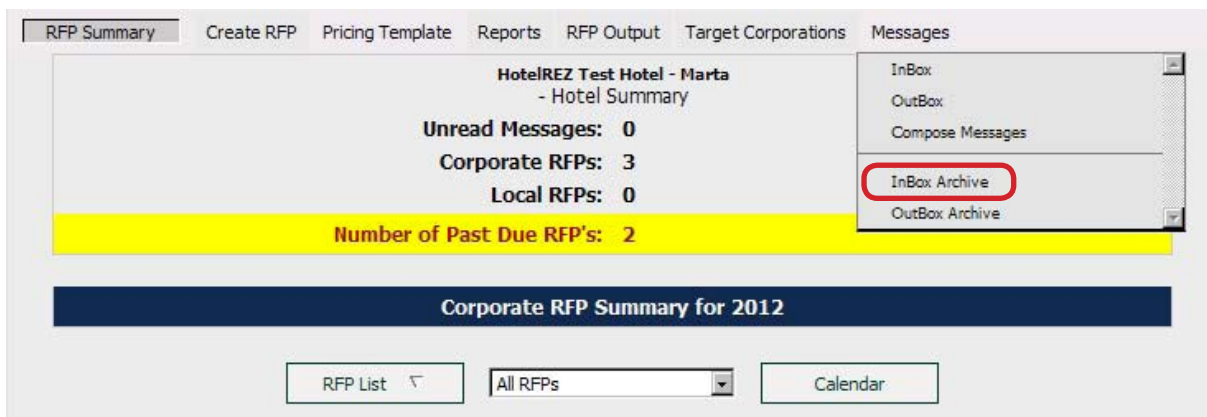 RFP Summary Create RFP Pricing Template Reports RFP Output Target Corporations Messages
HotelREZ Test Hotel - Marta
- Hotel Summary
Unread Messages: 0
Corporate RFPs: 3
Local RFPs: 0
Number of Past Due RFP's: 2
InBox
OutBox
Compose Messages
InBox Archive
OutBox Archive
Corporate RFP Summary for 2012
RFP List All RFPs Calendar